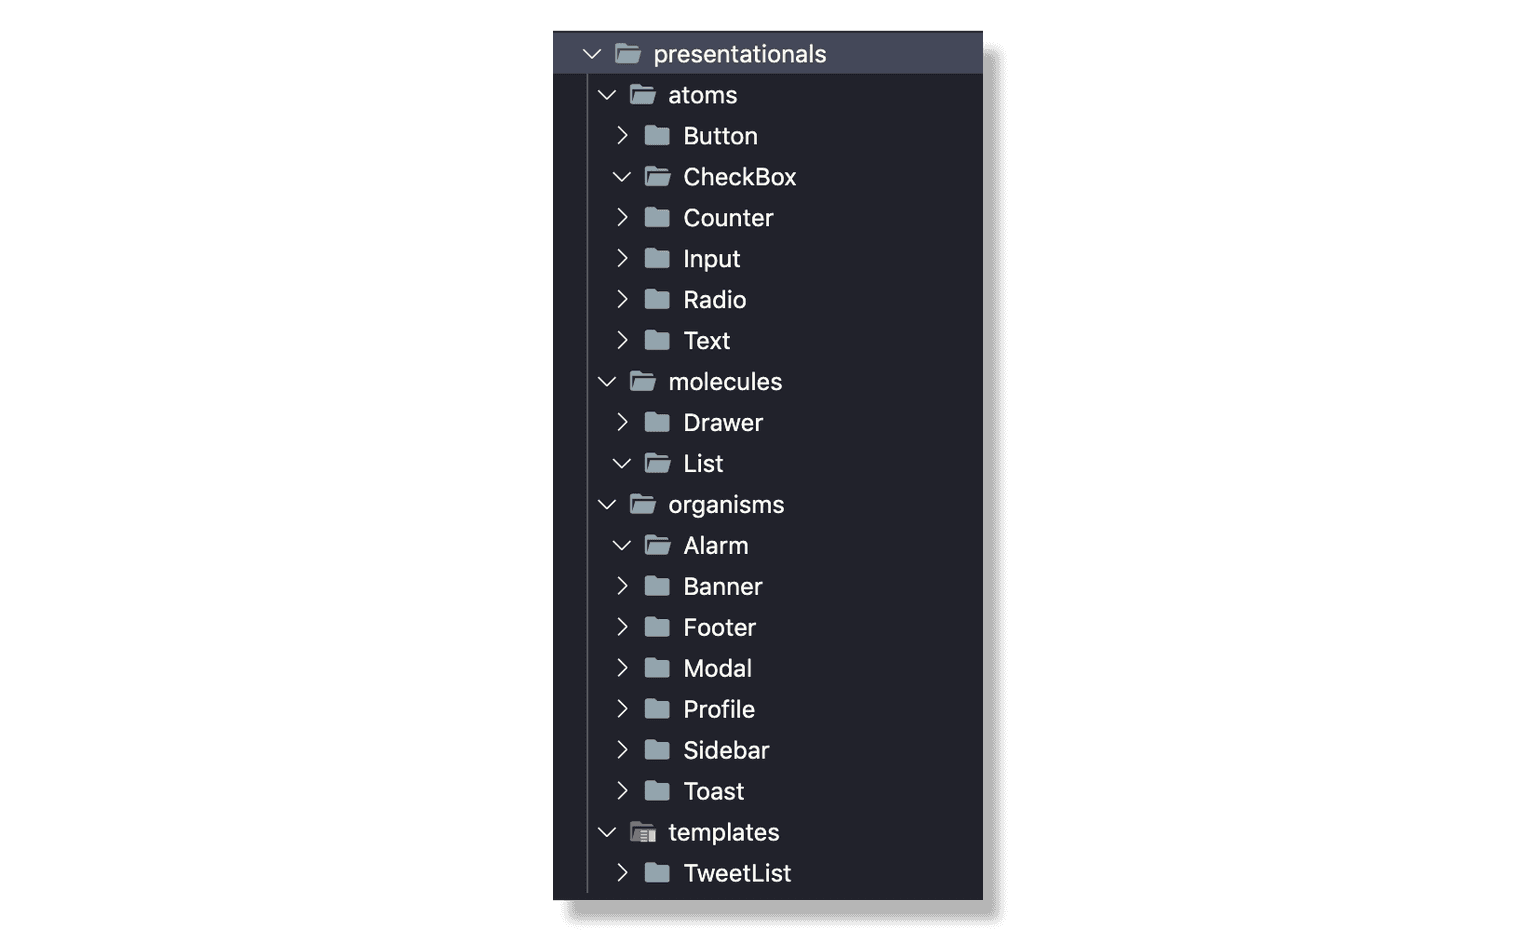 presentationals
atoms
Button
CheckBox
Counter
Input
Radio
Text
molecules
Drawer
List
organisms
Alarm
Banner
Footer
Modal
Profile
Sidebar
Toast
templates
TweetList